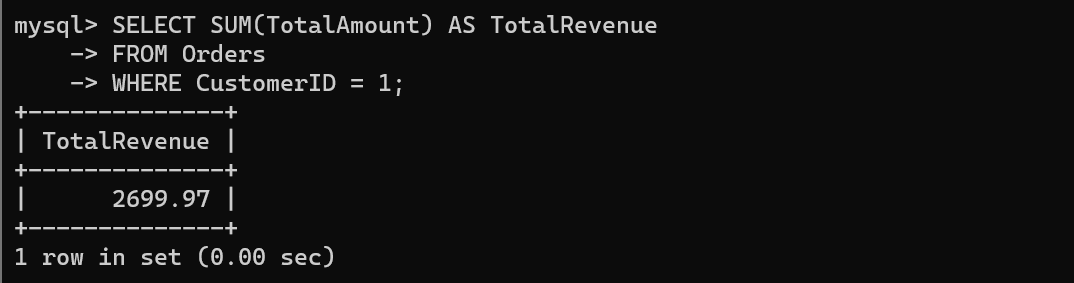 mysql> SELECT SUM(TotalAmount) AS TotalRevenue
    -> FROM Orders
    -> WHERE CustomerID = 1;
+--------------+
| TotalRevenue |
+--------------+
|      2699.97 |
+--------------+
1 row in set (0.00 sec)